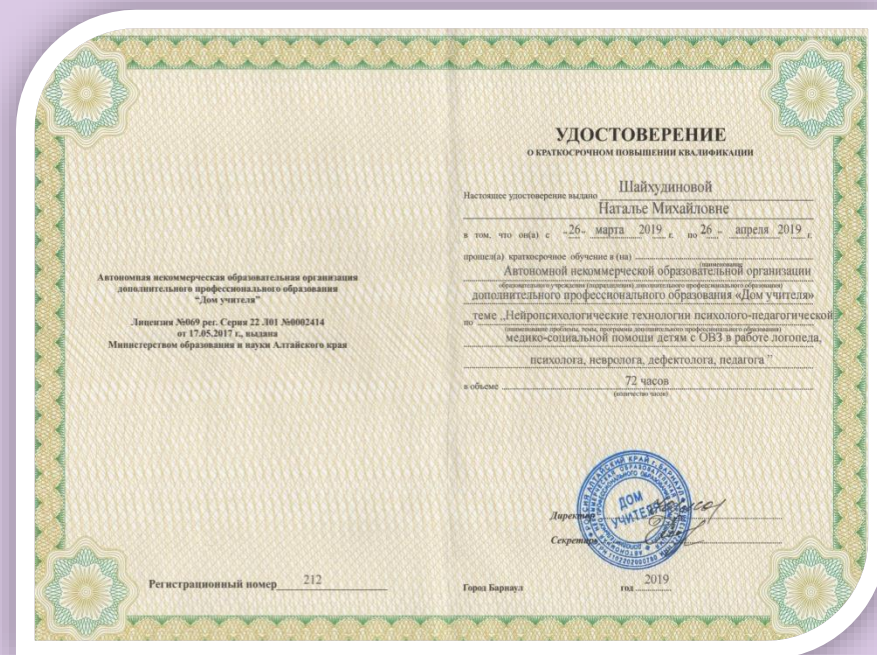 Автономная некоммерческая образовательная организация
дополнительного профессионального образования
“Дом учителя”
Лицензия №069 рег. Серия 22 Л01 №0002414
от 17.05.2017 г., выдана
Министерством образования и науки Алтайского края
Регистрационный номер 212
УДОСТОВЕРЕНИЕ
О КРАТКОСРОЧНОМ ПОВЫШЕНИИ КВАЛИФИКАЦИИ
Настоящее удостоверение выдано Шайхудиновой
Наталье Михайловне
в том, что он(а) с „26„ марта 2019 г. по 26 „ апреля 2019 г.
прошел(а) краткосрочное обучение в (на)
(наименование)
Автономной некоммерческой образовательной организации
образовательного учреждения (подразделения) дополнительного профессионального образования)
дополнительного профессионального образования «Дом учителя»
по теме „Нейропсихологические технологии психолого-педагогической
(наименование проблемы, темы, программы дополнительного профессионального образования)
медико-социальной помощи детям с ОВЗ в работе логопеда,
психолога, невролога, дефектолога, педагога ”
в объеме 72 часов
(количество часов)
ДОМ
УЧИТЕЛЯ
Директор
Секретарь
Город Барнаул год 2019